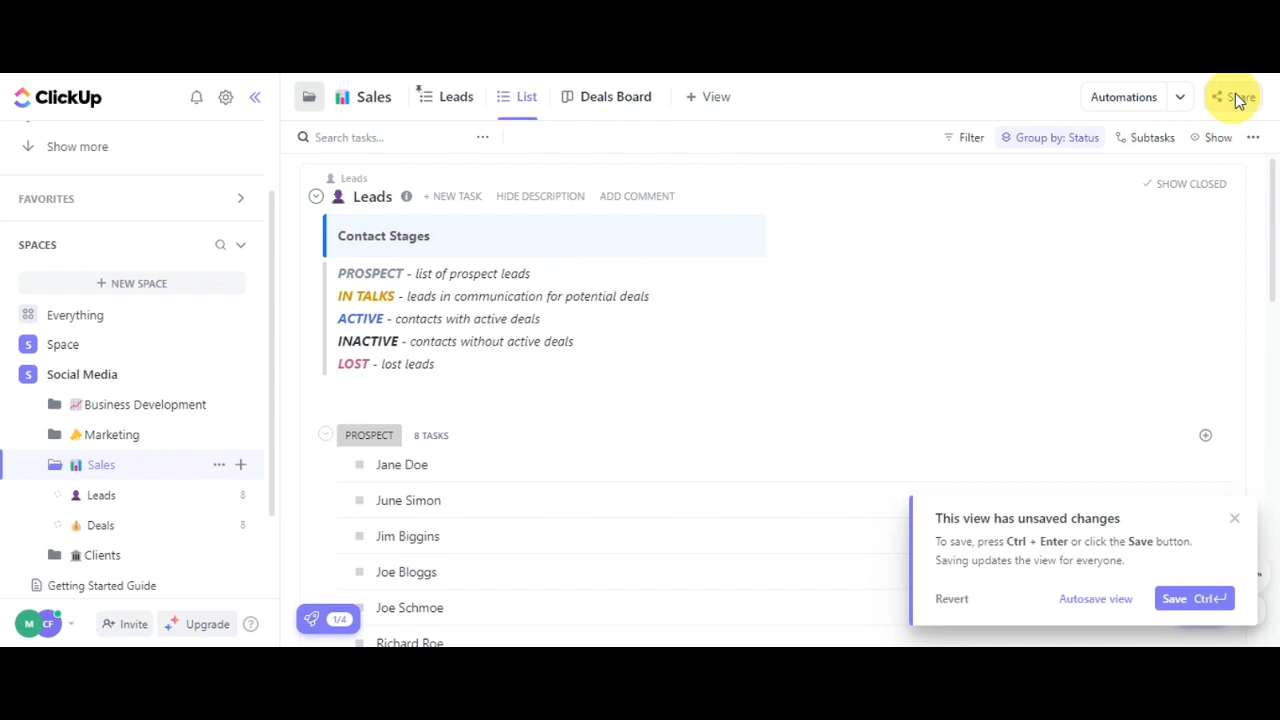 ClickUp
Show more
FAVORITES
SPACES
+ NEW SPACE
Everything
S Space
S Social Media
Business Development
Marketing
Sales
Leads 8
Deals 8
Clients
Getting Started Guide
M CF
Invite
Upgrade
?
Sales
Leads
List
Deals Board
+ View
Automations
Share
Search tasks...
Filter
Group by: Status
Subtasks
Show
Leads
Leads
+ NEW TASK
HIDE DESCRIPTION
ADD COMMENT
SHOW CLOSED
Contact Stages
PROSPECT - list of prospect leads
IN TALKS - leads in communication for potential deals
ACTIVE - contacts with active deals
INACTIVE - contacts without active deals
LOST - lost leads
PROSPECT 8 TASKS
Jane Doe
June Simon
Jim Biggins
Joe Bloggs
Joe Schmoe
Richard Roe
1/4
This view has unsaved changes
To save, press Ctrl + Enter or click the Save button.
Saving updates the view for everyone.
Revert
Autosave view
Save Ctrl↵